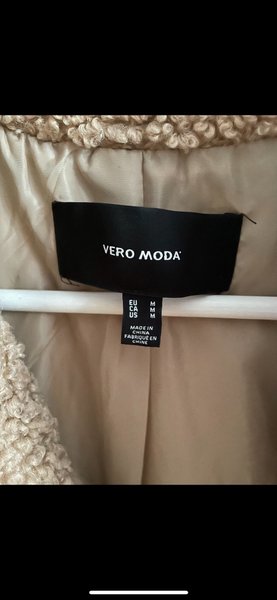 VERO MODA
EU M
CA M
US M
MADE IN
CHINA
FABRIQUÉ EN
CHINE